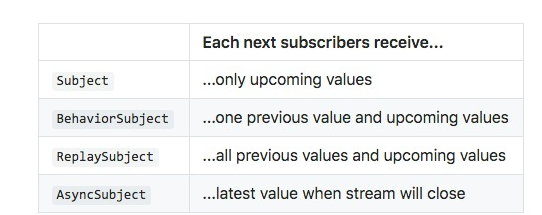 Each next subscribers receive...
Subject ...only upcoming values
BehaviorSubject ...one previous value and upcoming values
ReplaySubject ...all previous values and upcoming values
AsyncSubject ...latest value when stream will close